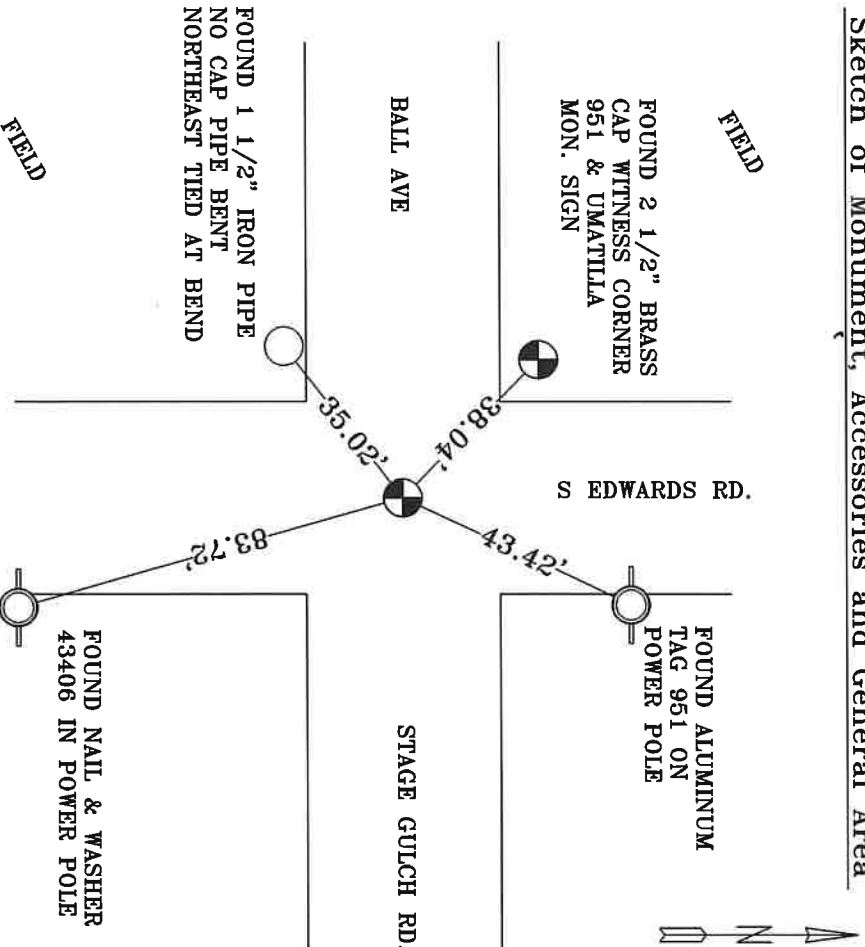 Sketch of Monument, Accessories and General Area
FIELD
FOUND 2 1/2" BRASS
CAP WITNESS CORNER
951 & UMATILLA
MON. SIGN
FOUND ALUMINUM
TAG 951 ON
POWER POLE
S EDWARDS RD.
N
BALL AVE
38.04'
43.42'
35.02'
83.72'
STAGE GULCH RD.
FOUND 1 1/2" IRON PIPE
NO CAP PIPE BENT
NORTHEAST TIED AT BEND
FOUND NAIL & WASHER
43406 IN POWER POLE
FIELD